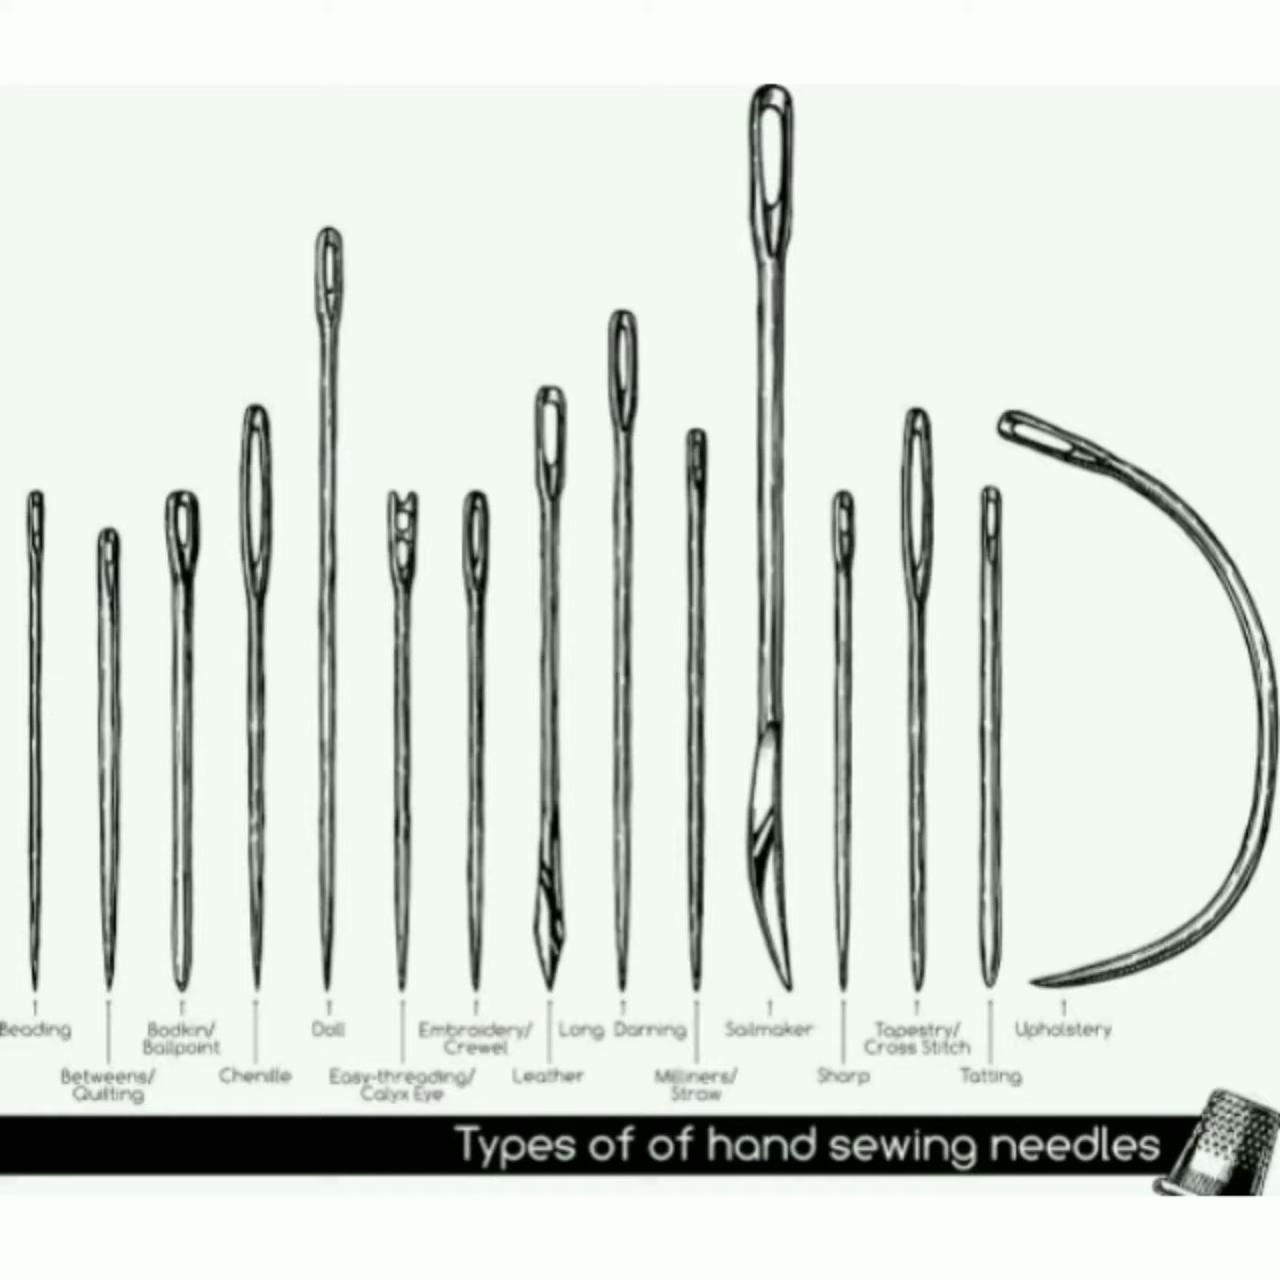 Beading
Bodkin/
Ballpoint
Doll
Embroidery/
Crewel
Long Darning
Sailmaker
Tapestry/
Cross Stitch
Upholstery
Betweens/
Quilting
Chenille
Easy-threading/
Calyx Eye
Leather
Milliners/
Straw
Sharp
Tatting
Types of of hand sewing needles